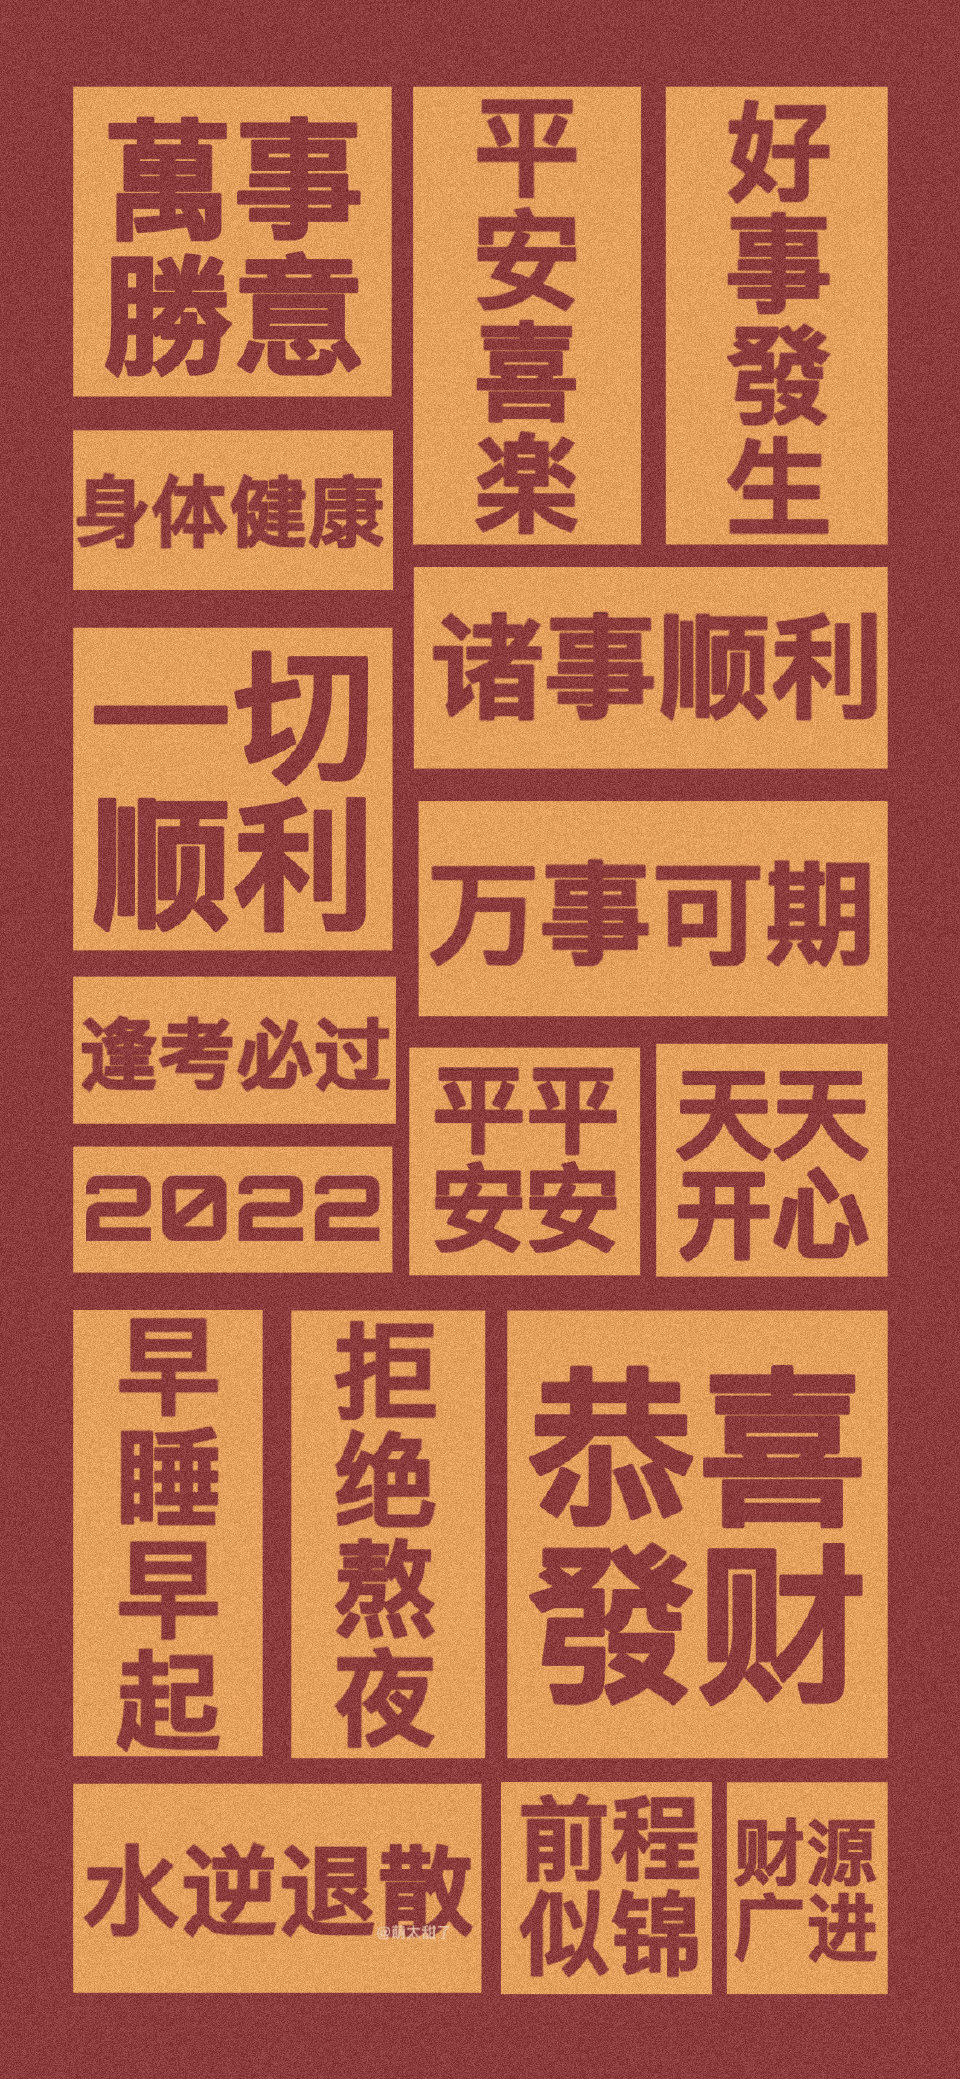 萬事
勝意
平安喜楽
好事發生
身体健康
诸事顺利
一切
顺利
万事可期
逢考必过
平平
安安
天天
开心
2022
早睡早起
拒绝熬夜
恭喜
發财
水逆退散
前程
似锦
财源
广进